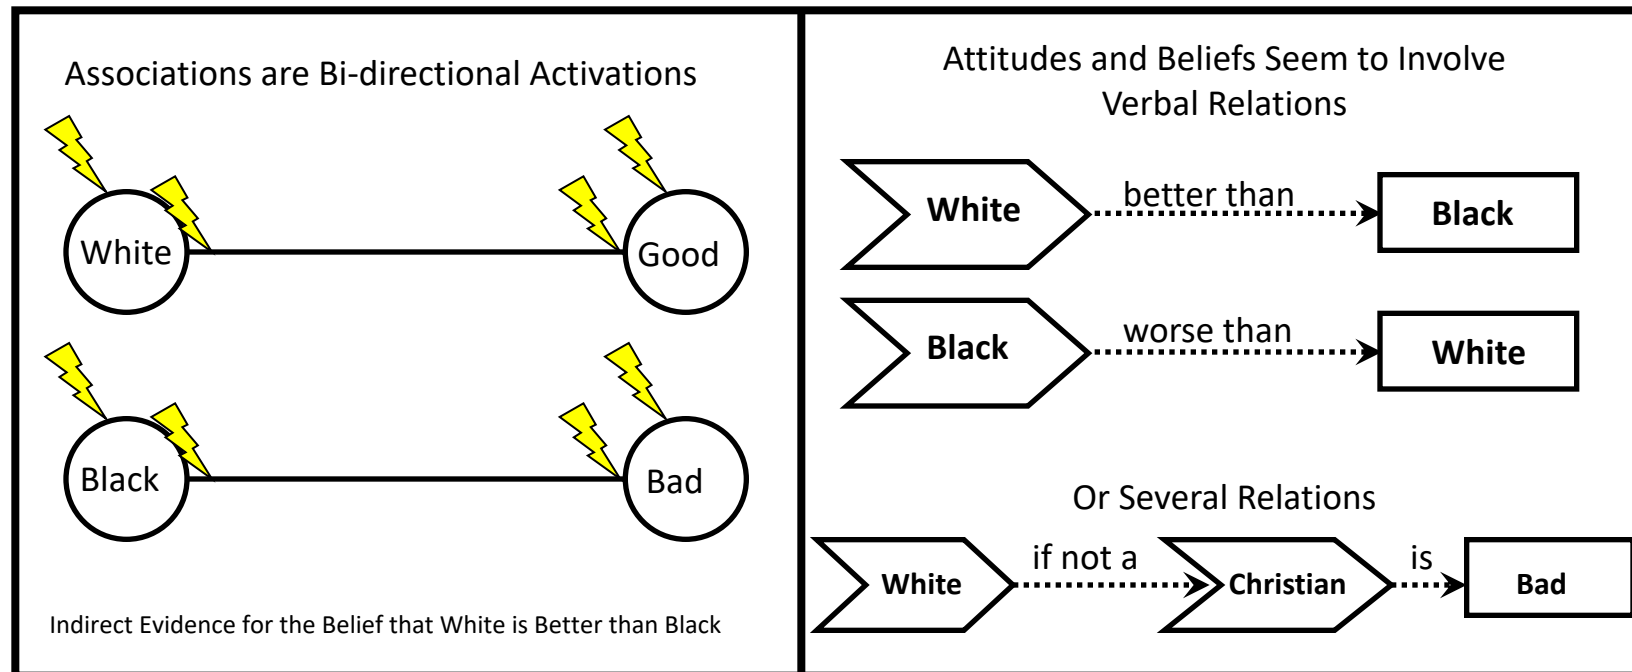 Associations are Bi-directional Activations
White
Good
Black
Bad
Indirect Evidence for the Belief that White is Better than Black
Attitudes and Beliefs Seem to Involve
Verbal Relations
White better than Black
Black worse than White
Or Several Relations
White if not a Christian is Bad